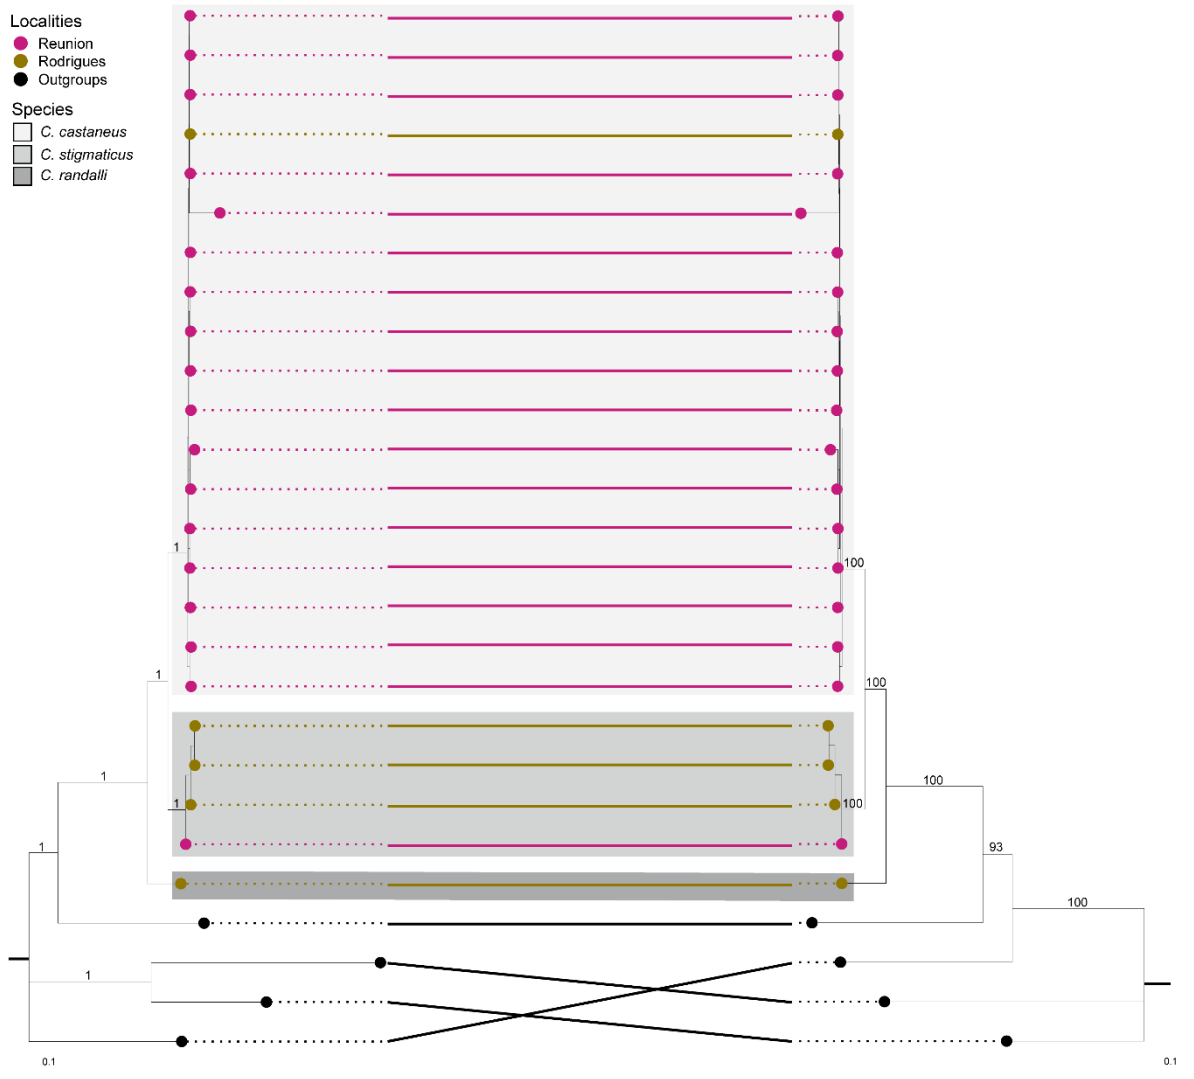 Localities
Reunion
Rodrigues
Outgroups
Species
C. castaneus
C. stigmaticus
C. randalli
1
100
1
100
1
100
1
100
1
93
100
1
0.1
0.1